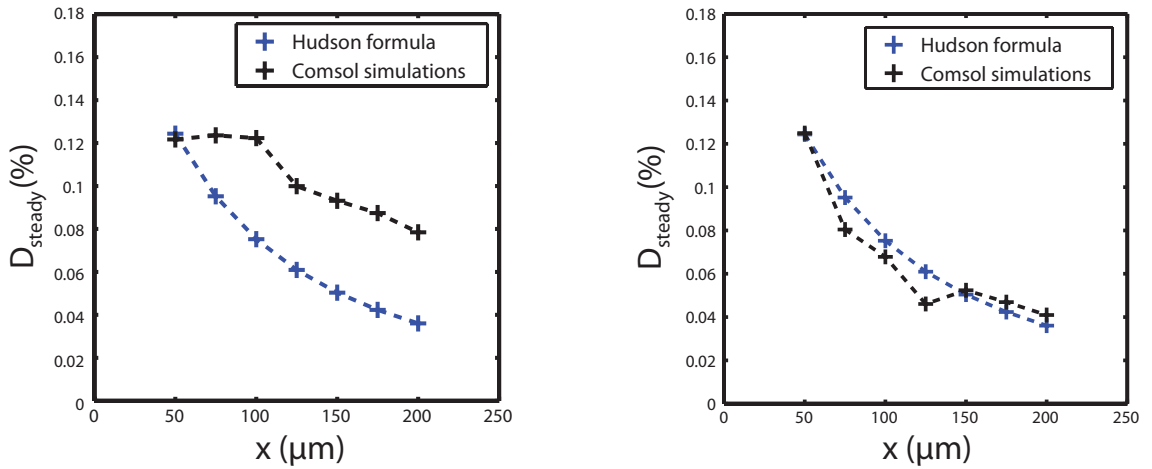 0.18
0.16
0.14
0.12
0.1
0.08
0.06
0.04
0.02
0
D_steady (%)
Hudson formula
Comsol simulations
0 50 100 150 200 250
x (μm)
0.18
0.16
0.14
0.12
0.1
0.08
0.06
0.04
0.02
0
D_steady (%)
Hudson formula
Comsol simulations
0 50 100 150 200 250
x (μm)